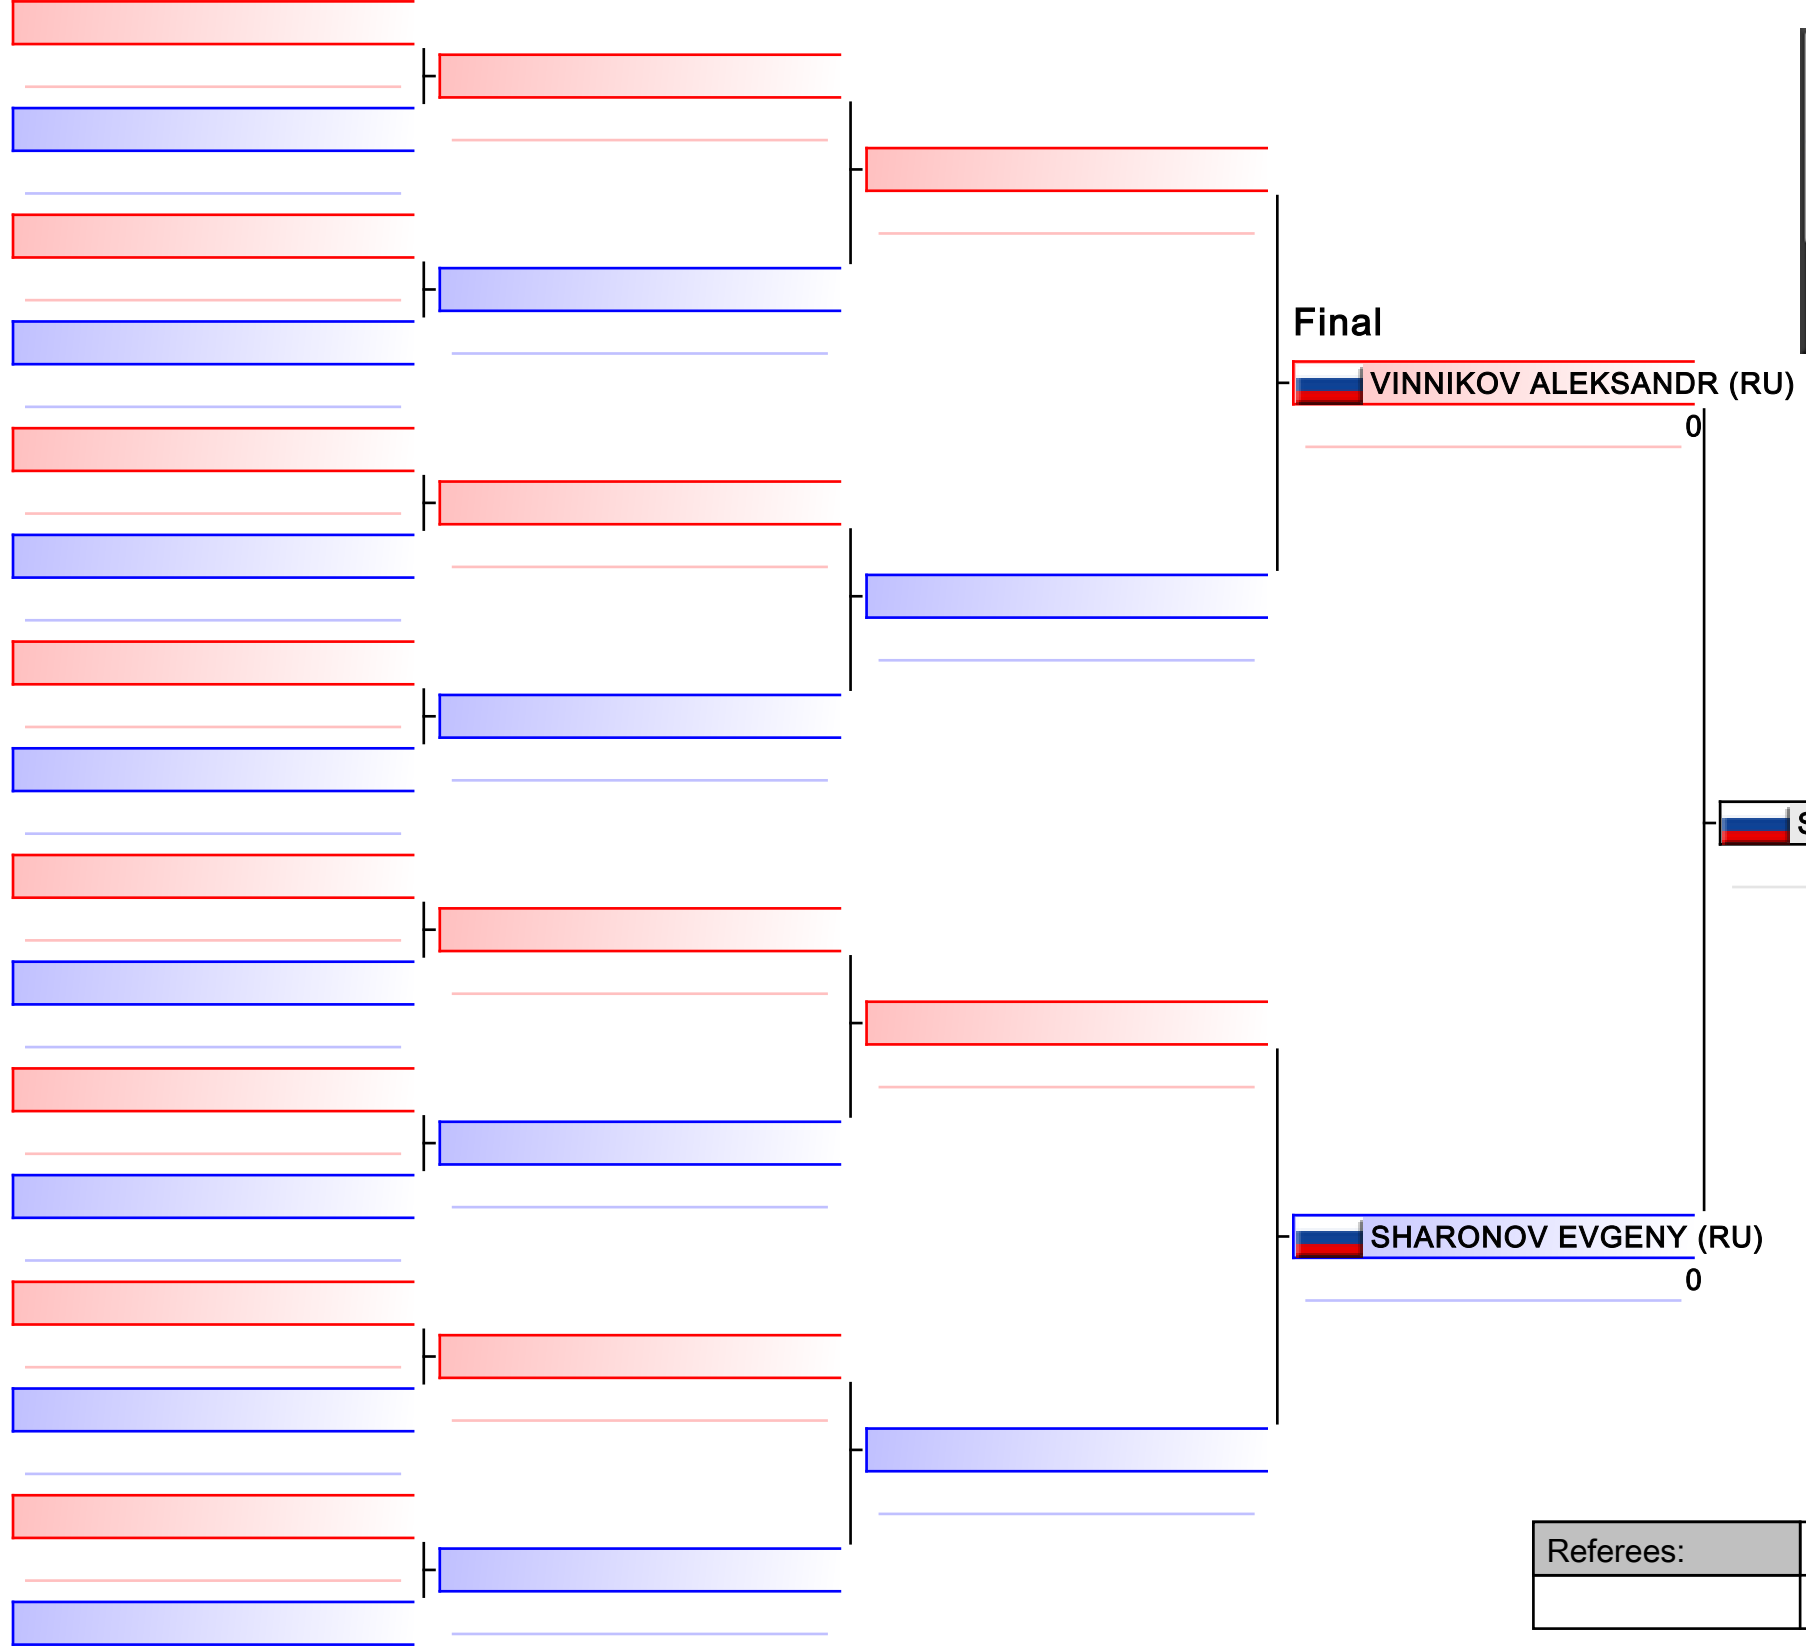 Final
VINNIKOV ALEKSANDR (RU)
0
SHARONOV EVGENY (RU)
0
Referees: